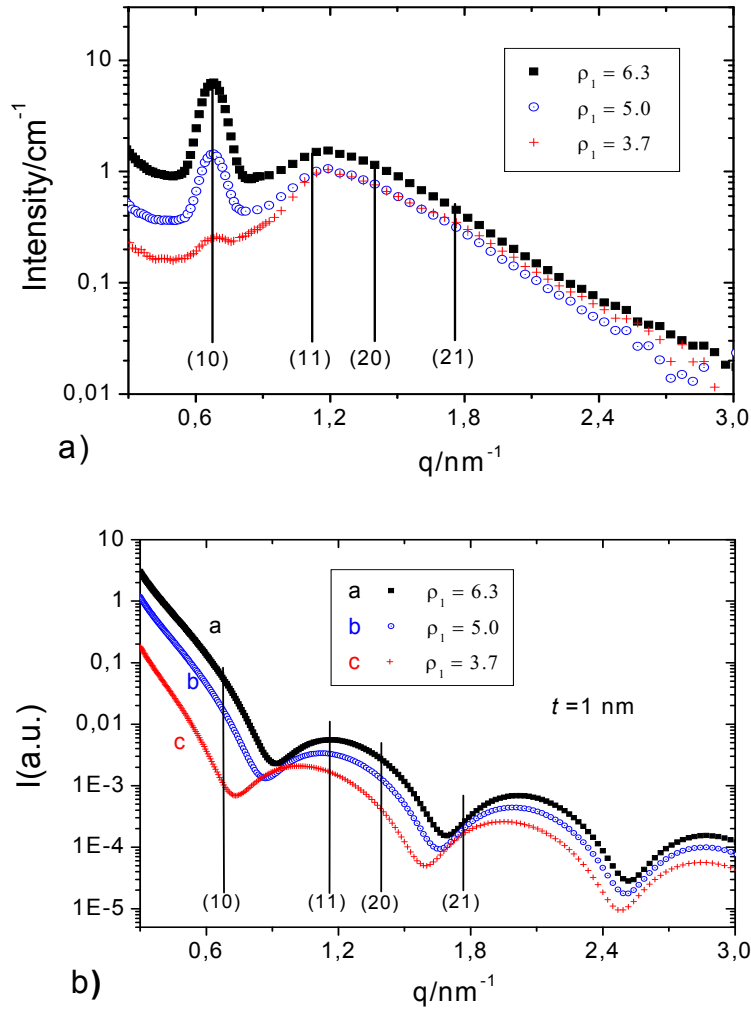 10
1
0,1
0,01
Intensity/cm⁻¹
ρ₁ = 6.3
ρ₁ = 5.0
ρ₁ = 3.7
(10)
(11)
(20)
(21)
0,6
1,2
1,8
2,4
3,0
a)
q/nm⁻¹
10
1
0,1
0,01
1E-3
1E-4
1E-5
I(a.u.)
a ρ₁ = 6.3
b ρ₁ = 5.0
c ρ₁ = 3.7
a
b
c
t =1 nm
(10)
(11)
(20)
(21)
0,6
1,2
1,8
2,4
3,0
b)
q/nm⁻¹